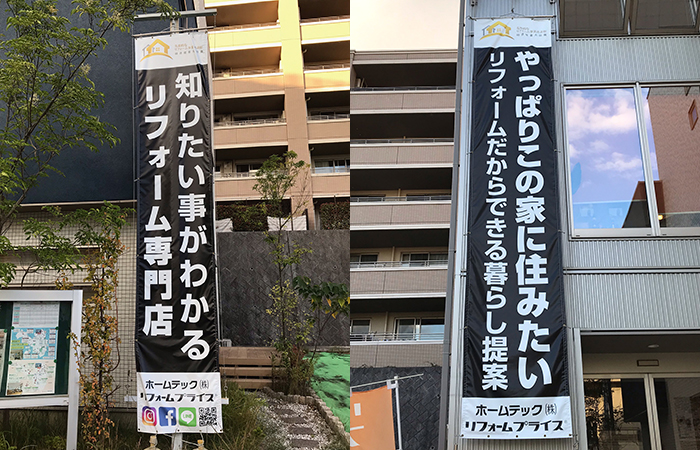 知りたい事がわかる
リフォーム専門店
ホームテック㈱
リフォームプライス
LINE
やっぱりこの家に住みたい
リフォームだからできる暮らし提案
ホームテック㈱
リフォームプライス